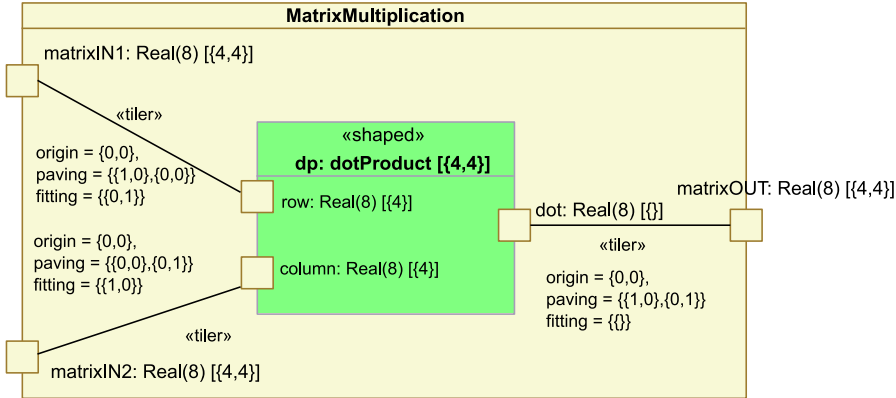 MatrixMultiplication
matrixIN1: Real(8) [{4,4}]
«tiler»
origin = {0,0},
paving = {{1,0},{0,0}}
fitting = {{0,1}}
«shaped»
dp: dotProduct [{4,4}]
row: Real(8) [{4}]
column: Real(8) [{4}]
origin = {0,0},
paving = {{0,0},{0,1}}
fitting = {{1,0}}
«tiler»
matrixIN2: Real(8) [{4,4}]
dot: Real(8) [{}]
matrixOUT: Real(8) [{4,4}]
«tiler»
origin = {0,0},
paving = {{1,0},{0,1}}
fitting = {{}}